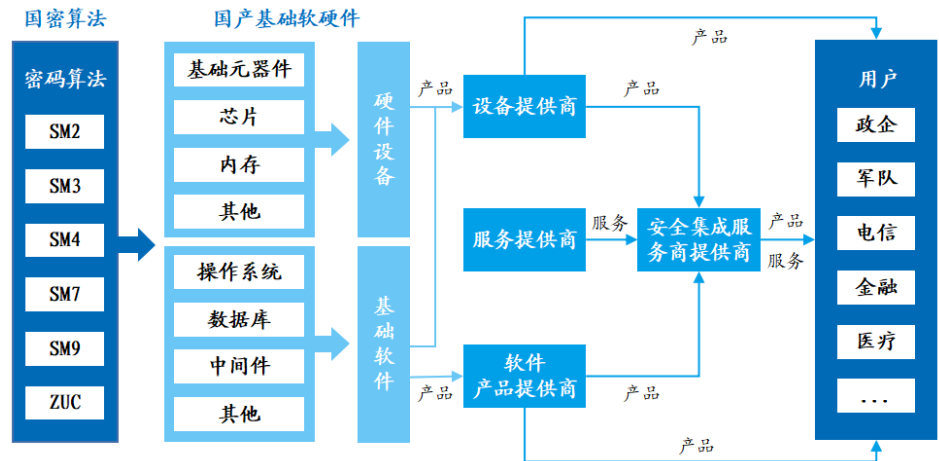 国密算法
国产基础软硬件
密码算法
SM2
SM3
SM4
SM7
SM9
ZUC
基础元器件
芯片
内存
其他
操作系统
数据库
中间件
其他
硬件设备
基础软件
产品
产品
设备提供商
产品
产品
服务提供商
服务
安全集成服
务商提供商
产品
服务
软件
产品提供商
产品
产品
用户
政企
军队
电信
金融
医疗
...